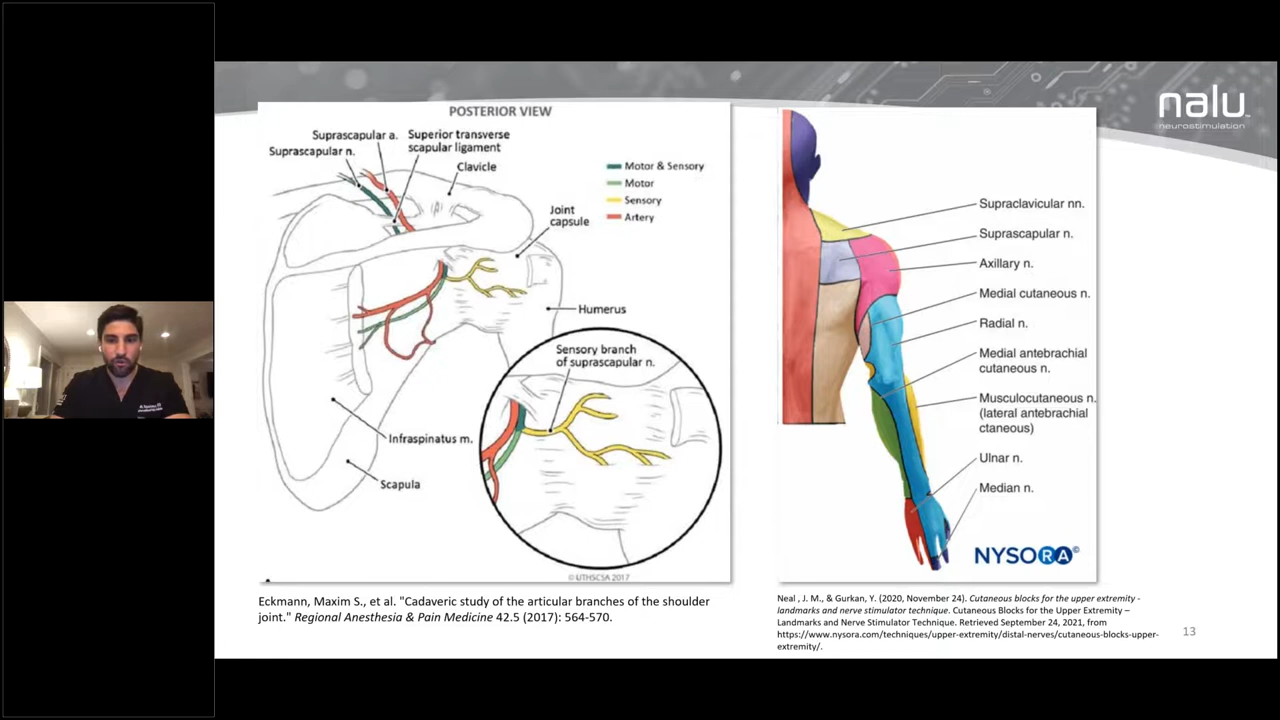 nalu
neurostimulation
POSTERIOR VIEW
Suprascapular a.
Superior transverse
scapular ligament
Suprascapular n.
Clavicle
Motor & Sensory
Motor
Sensory
Artery
Joint
capsule
Humerus
Sensory branch
of suprascapular n.
Infraspinatus m.
Scapula
© UTHSCSA 2017
Supraclavicular nn.
Suprascapular n.
Axillary n.
Medial cutaneous n.
Radial n.
Medial antebrachial
cutaneous n.
Musculocutaneous n.
(lateral antebrachial
ctaneous)
Ulnar n.
Median n.
NYSORA
Eckmann, Maxim S., et al. "Cadaveric study of the articular branches of the shoulder
joint." Regional Anesthesia & Pain Medicine 42.5 (2017): 564-570.
Neal , J. M., & Gurkan, Y. (2020, November 24). Cutaneous blocks for the upper extremity -
landmarks and nerve stimulator technique. Cutaneous Blocks for the Upper Extremity –
Landmarks and Nerve Stimulator Technique. Retrieved September 24, 2021, from
https://www.nysora.com/techniques/upper-extremity/distal-nerves/cutaneous-blocks-upper-
extremity/.
13